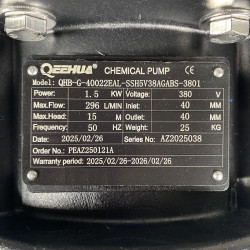 QEEHUA CHEMICAL PUMP
Model: QHB-G-40022EAL-SSH5V38AGABS-3801
Power: 1.5 KW Voltage: 380 V
Max.Flow: 296 L/MIN Inlet: 40 MM
Max.Head: 15 M Outlet: 40 MM
Frequency: 50 HZ Weight: 25 KG
Date: 2025/02/26 Series No: AZ2025038
Order No: PEAZ250121A
Warranty period: 2025/02/26-2026/02/26